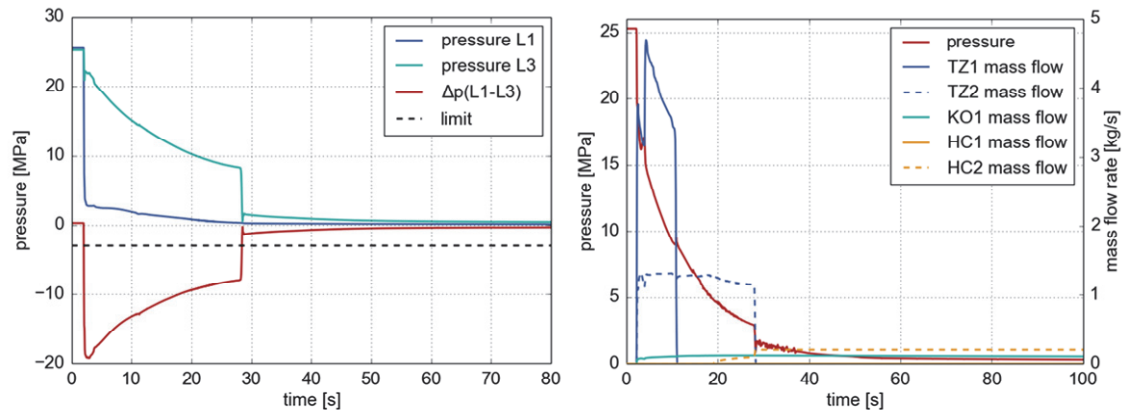 30
20
10
0
−10
−20
pressure [MPa]
0 10 20 30 40 50 60 70 80
time [s]
pressure L1
pressure L3
Δp(L1-L3)
limit
25
20
15
10
5
0
pressure [MPa]
0 20 40 60 80 100
time [s]
5
4
3
2
1
0
mass flow rate [kg/s]
pressure
TZ1 mass flow
TZ2 mass flow
KO1 mass flow
HC1 mass flow
HC2 mass flow